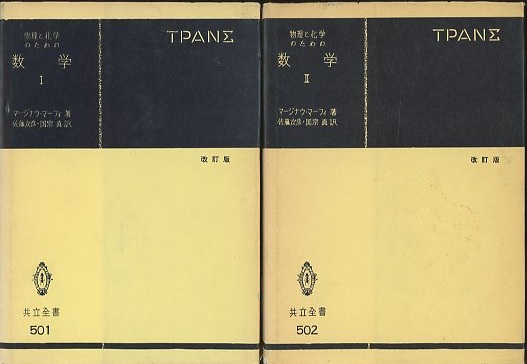 物理と化学
のための
数学
I
マージナウ・マーフィ著
佐藤次彦・国宗真訳
TPANΣ
改訂版
共立全書
501
物理と化学
のための
数学
II
マージナウ・マーフィ著
佐藤次彦・国宗真訳
TPANΣ
改訂版
共立全書
502